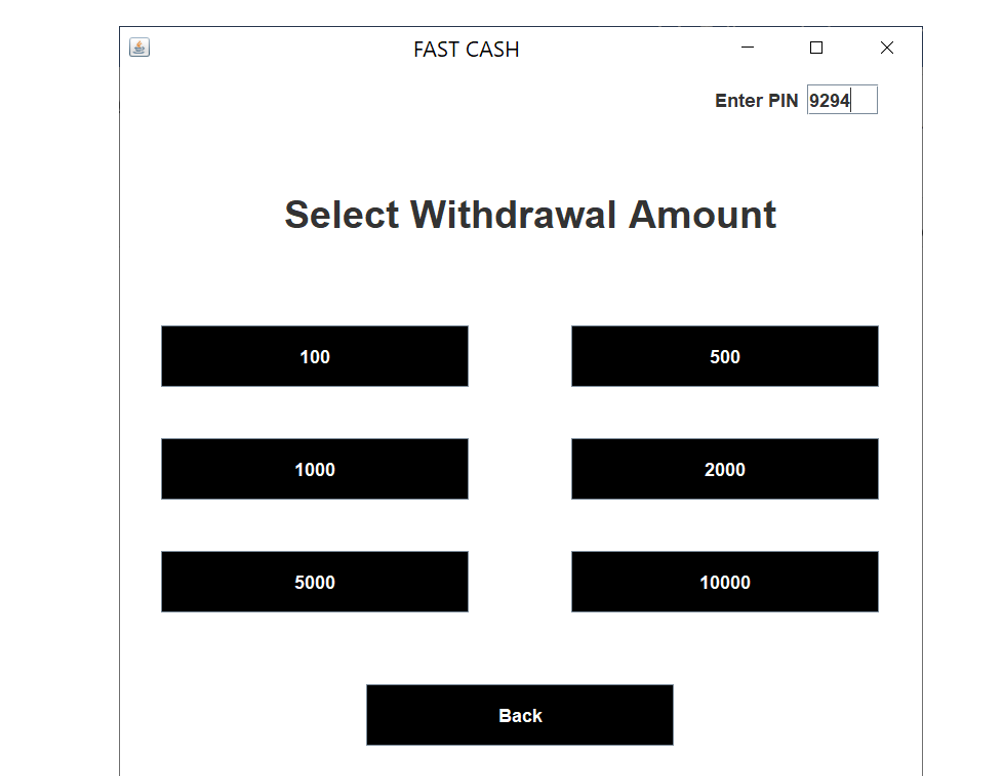 FAST CASH
Enter PIN 9294
Select Withdrawal Amount
100 500
1000 2000
5000 10000
Back